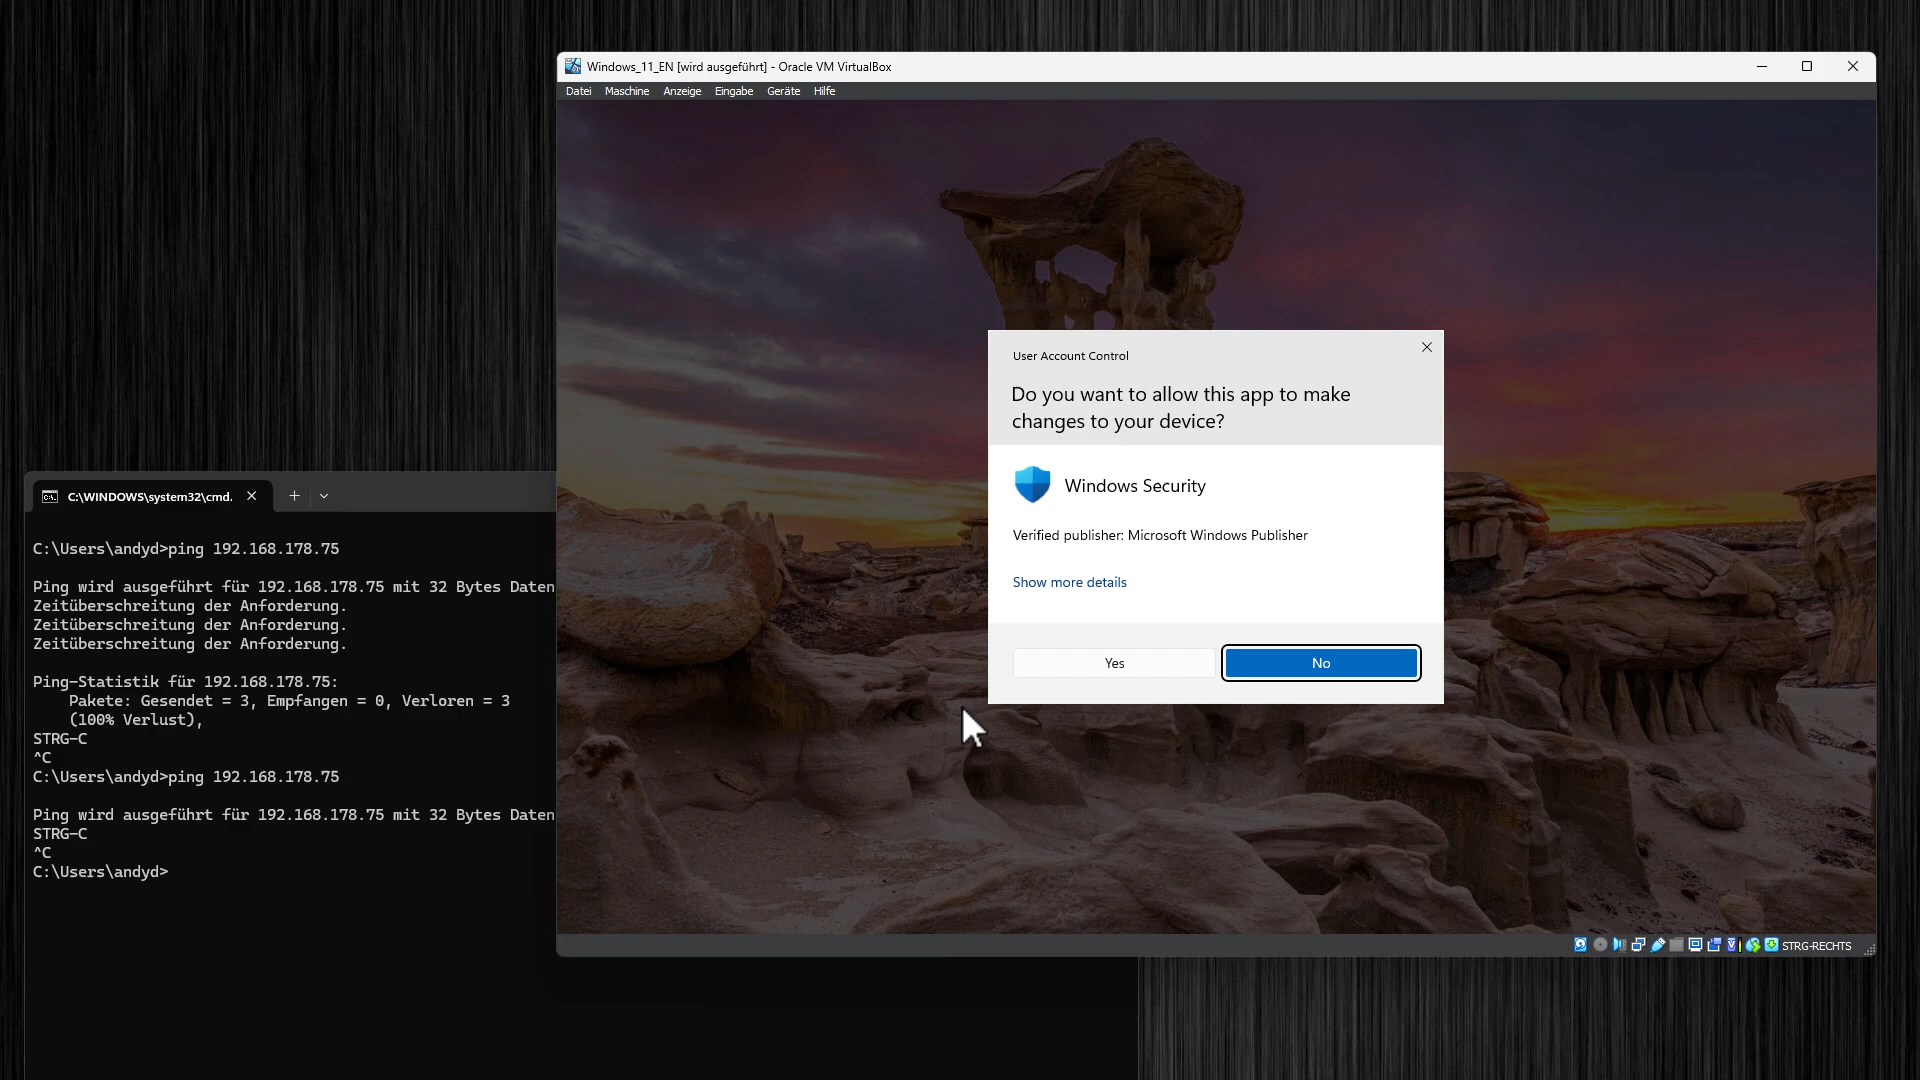 Windows_11_EN [wird ausgeführt] - Oracle VM VirtualBox
Datei Maschine Anzeige Eingabe Geräte Hilfe
User Account Control
Do you want to allow this app to make
changes to your device?
Windows Security
Verified publisher: Microsoft Windows Publisher
Show more details
Yes No
STRG-RECHTS
C:\WINDOWS\system32\cmd.
C:\Users\andyd>ping 192.168.178.75
Ping wird ausgeführt für 192.168.178.75 mit 32 Bytes Daten
Zeitüberschreitung der Anforderung.
Zeitüberschreitung der Anforderung.
Zeitüberschreitung der Anforderung.
Ping-Statistik für 192.168.178.75:
Pakete: Gesendet = 3, Empfangen = 0, Verloren = 3
(100% Verlust),
STRG-C
^C
C:\Users\andyd>ping 192.168.178.75
Ping wird ausgeführt für 192.168.178.75 mit 32 Bytes Daten
STRG-C
^C
C:\Users\andyd>